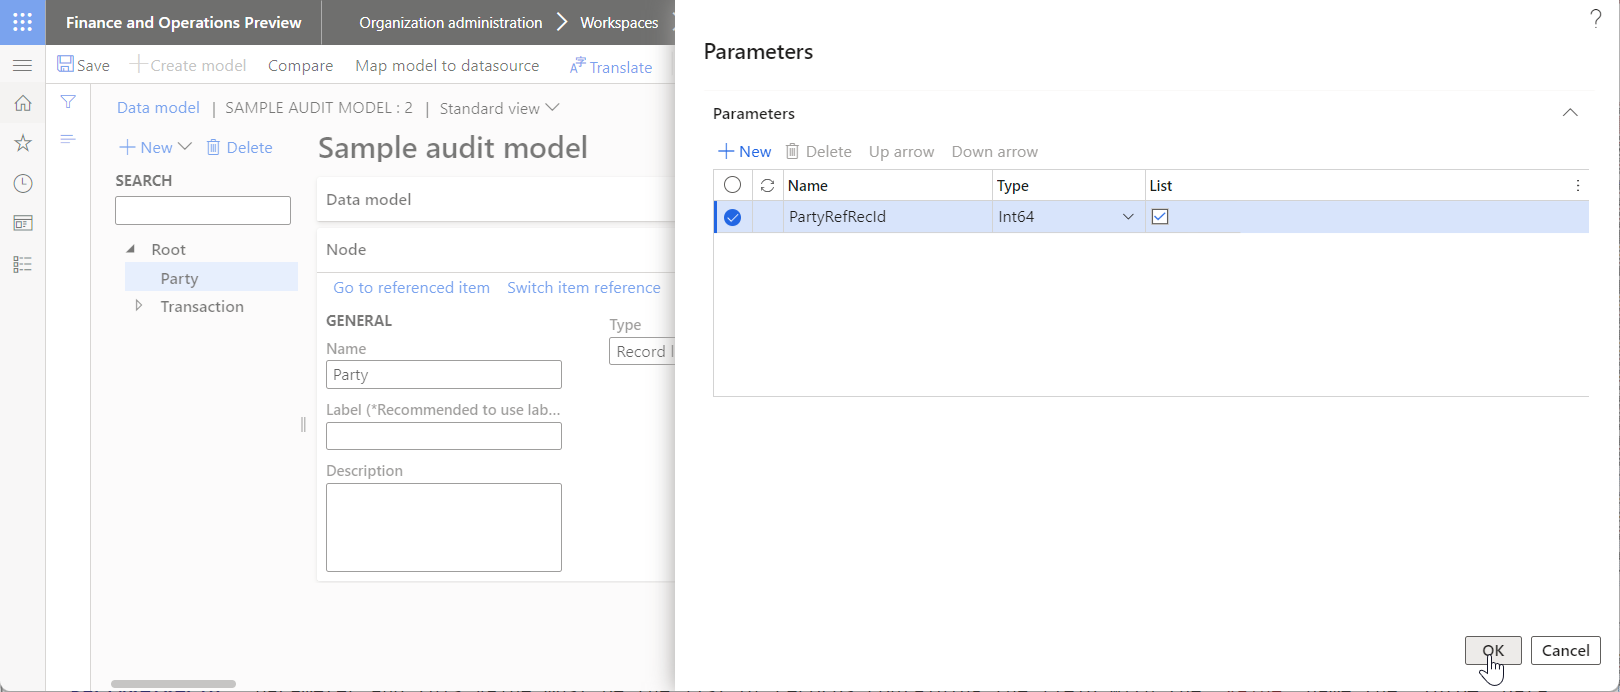 Finance and Operations Preview
Organization administration
Workspaces
?
Save
Create model
Compare
Map model to datasource
Translate
Data model | SAMPLE AUDIT MODEL : 2 | Standard view
New
Delete
Sample audit model
SEARCH
Root
Party
Transaction
Data model
Node
Go to referenced item
Switch item reference
GENERAL
Name
Party
Label (*Recommended to use lab...
Description
Type
Record l
Parameters
Parameters
New
Delete
Up arrow
Down arrow
Name
Type
List
PartyRefRecId
Int64
OK
Cancel